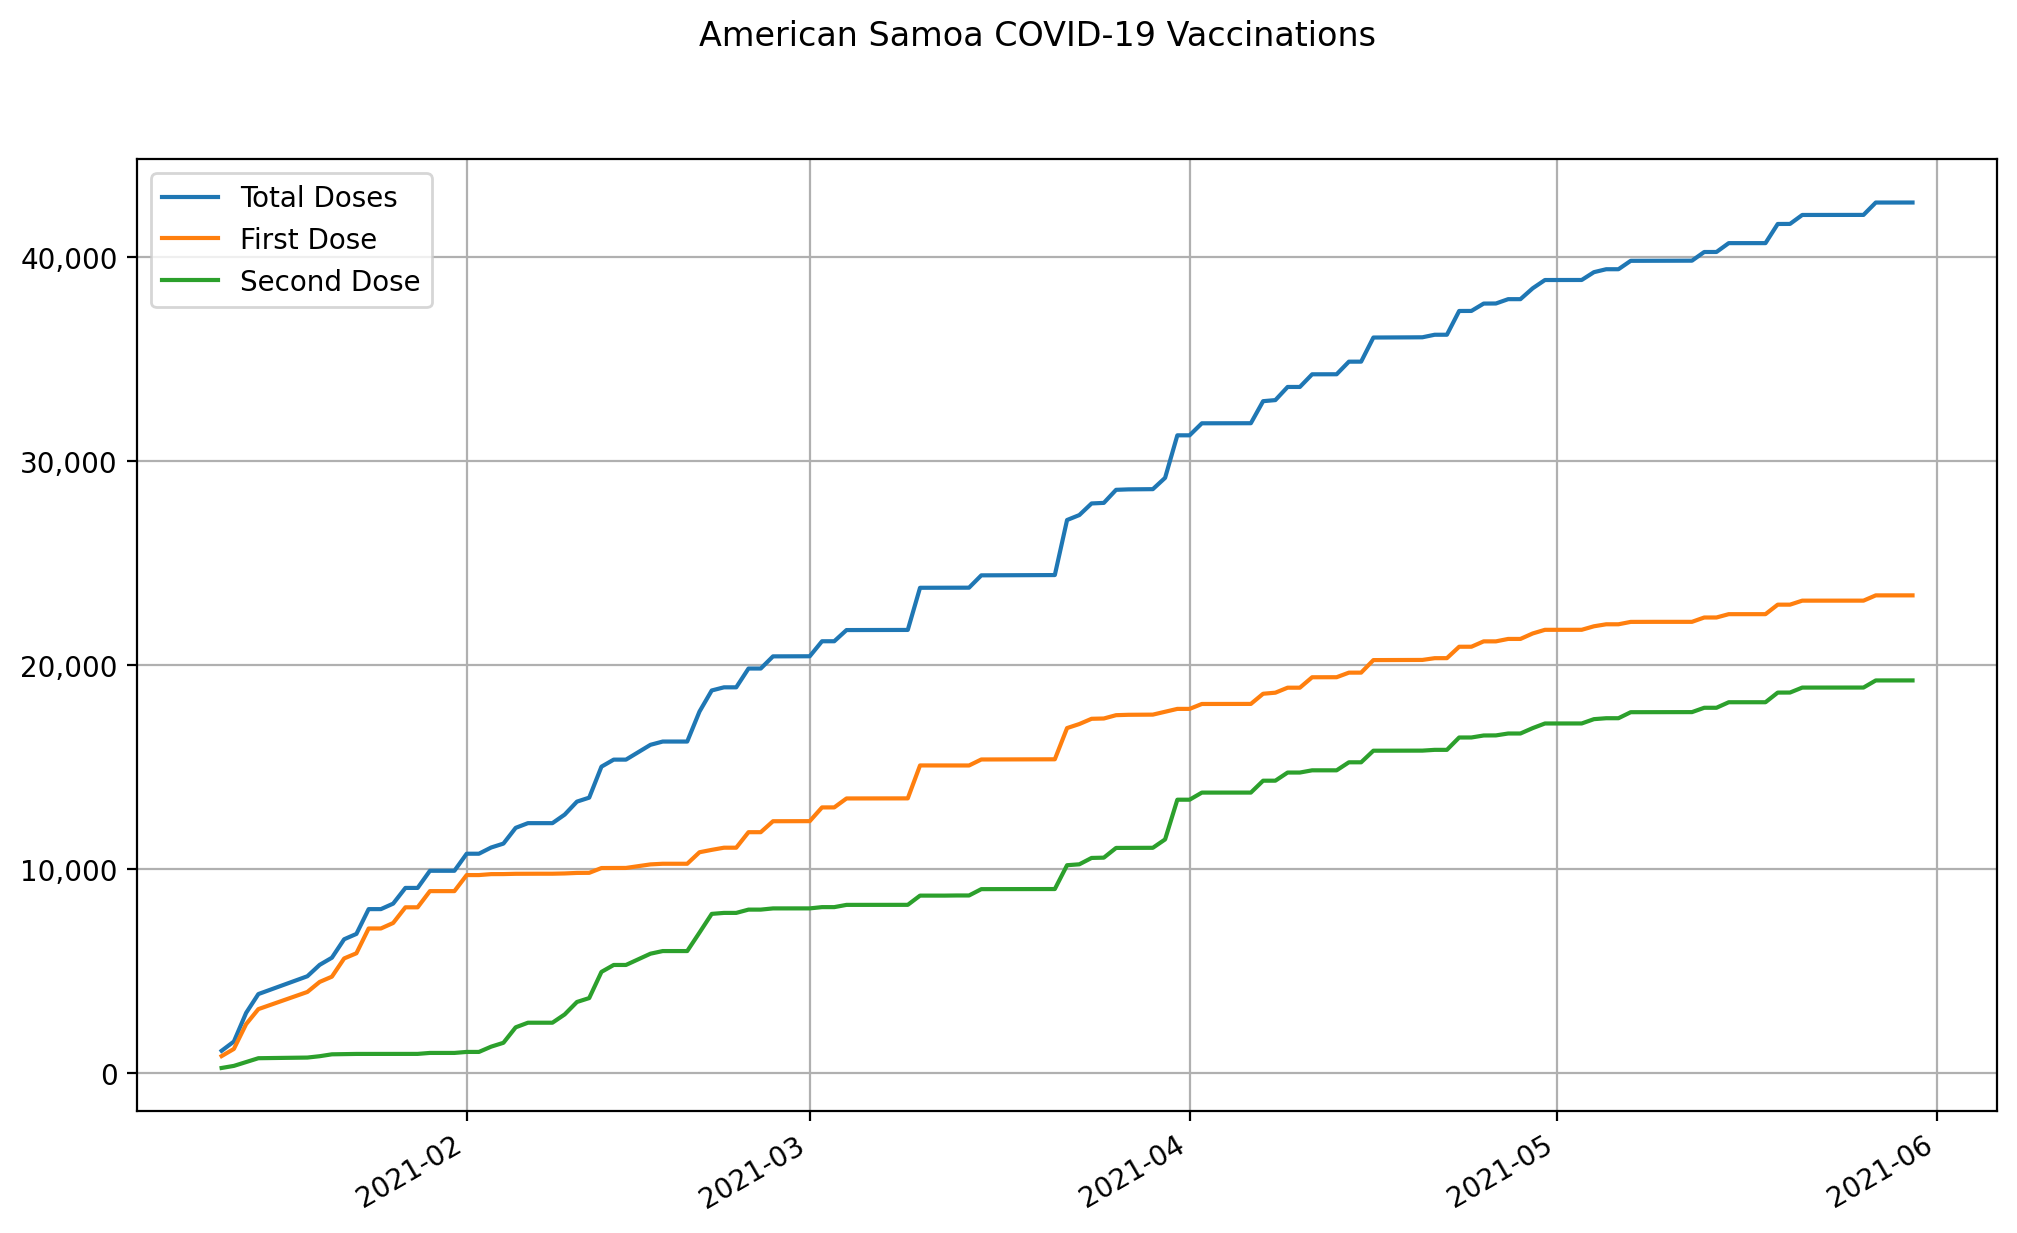 American Samoa COVID-19 Vaccinations
Total Doses
First Dose
Second Dose
40,000
30,000
20,000
10,000
0
2021-02
2021-03
2021-04
2021-05
2021-06